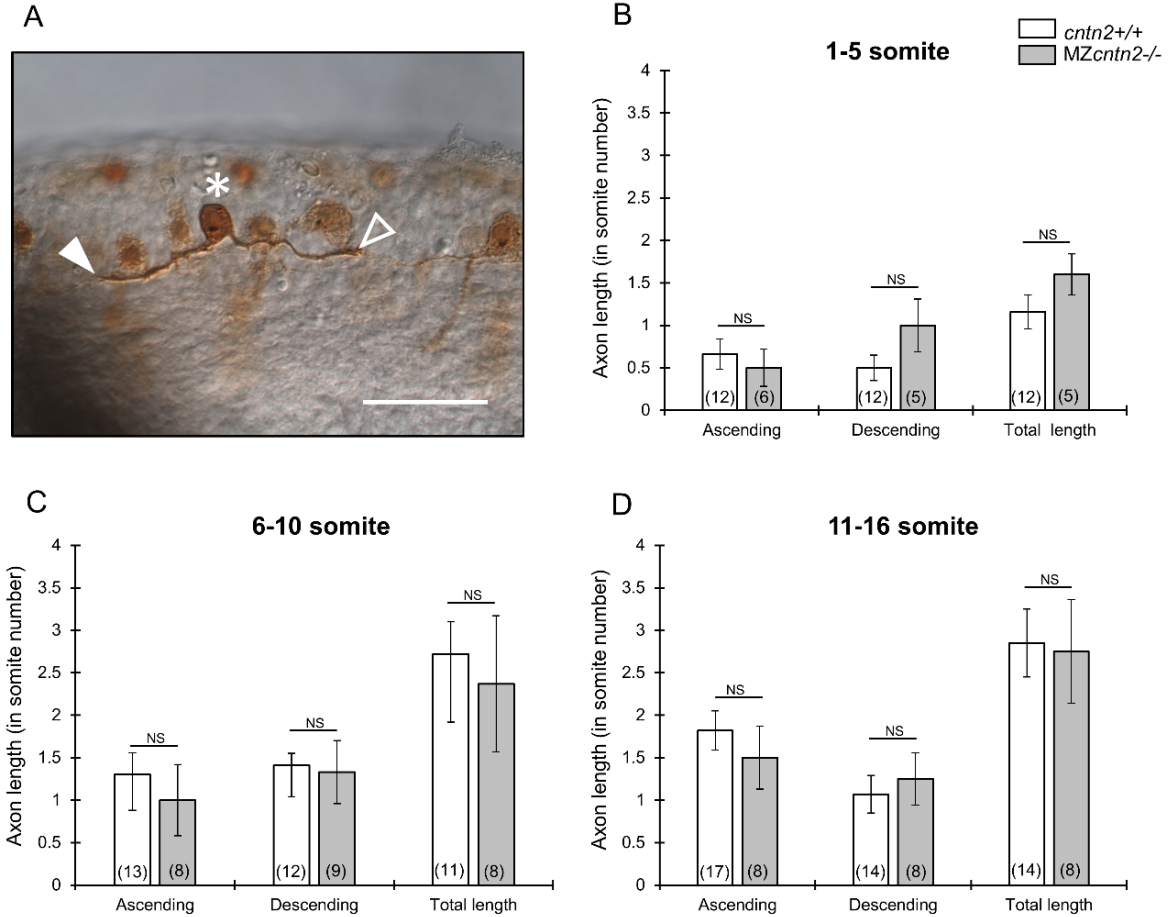 A
*
B
cntn2+/+
MZcntn2-/-
1-5 somite
Axon length (in somite number)
4
3.5
3
2.5
2
1.5
1
0.5
0
NS
NS
NS
(12) (6) (12) (5) (12) (5)
Ascending Descending Total length
C
6-10 somite
Axon length (in somite number)
4
3.5
3
2.5
2
1.5
1
0.5
0
NS
NS
NS
(13) (8) (12) (9) (11) (8)
Ascending Descending Total length
D
11-16 somite
Axon length (in somite number)
4
3.5
3
2.5
2
1.5
1
0.5
0
NS
NS
NS
(17) (8) (14) (8) (14) (8)
Ascending Descending Total length